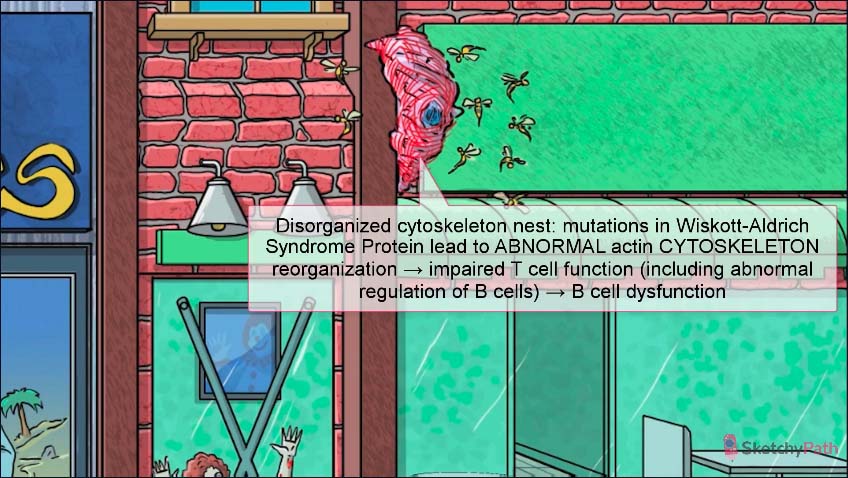 S
Disorganized cytoskeleton nest: mutations in Wiskott-Aldrich
Syndrome Protein lead to ABNORMAL actin CYTOSKELETON
reorganization → impaired T cell function (including abnormal
regulation of B cells) → B cell dysfunction
SketchyPath